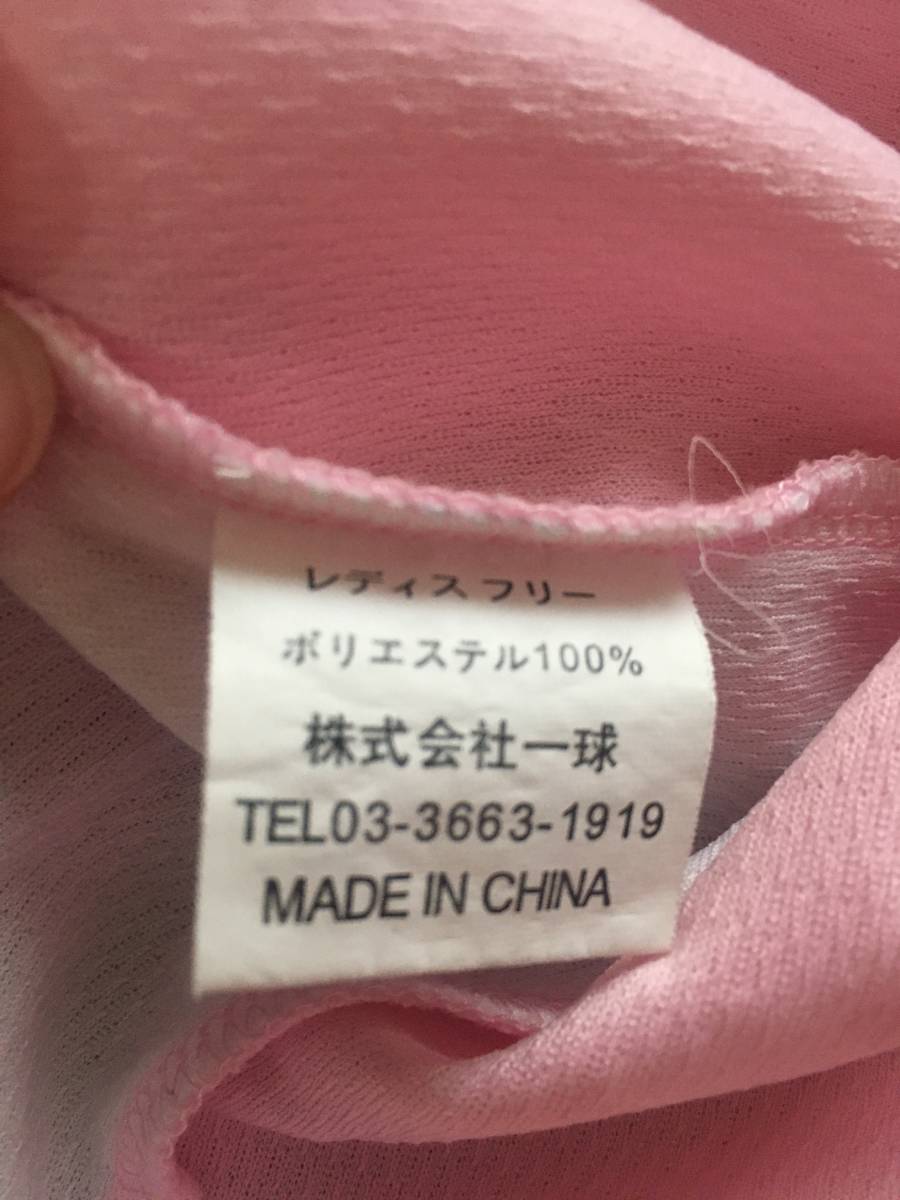 レディスフリー
ポリエステル100%
株式会社一球
TEL03-3663-1919
MADE IN CHINA